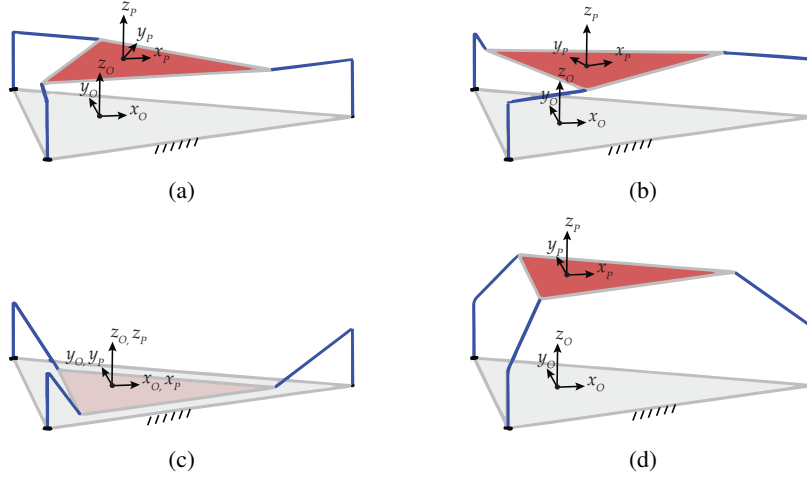 z_P
y_P
x_P
z_O
y_O
x_O
(a)
z_P
y_P
x_P
z_O
y_O
x_O
(b)
z_O, z_P
y_O, y_P
x_O, x_P
(c)
z_P
y_P
x_P
z_O
y_O
x_O
(d)